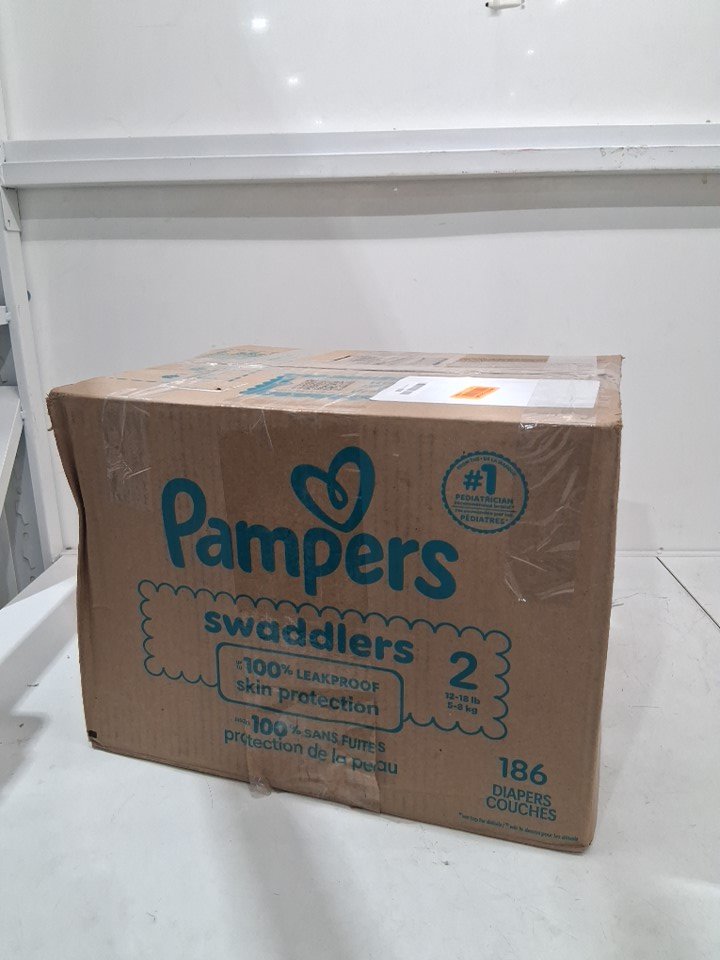 Pampers
#1
PEDIATRICIAN
PÉDIATRES*
swaddlers
100% LEAKPROOF
skin protection
2
12-18 lb
5-8 kg
100% SANS FUITES
protection de la peau
186
DIAPERS
COUCHES